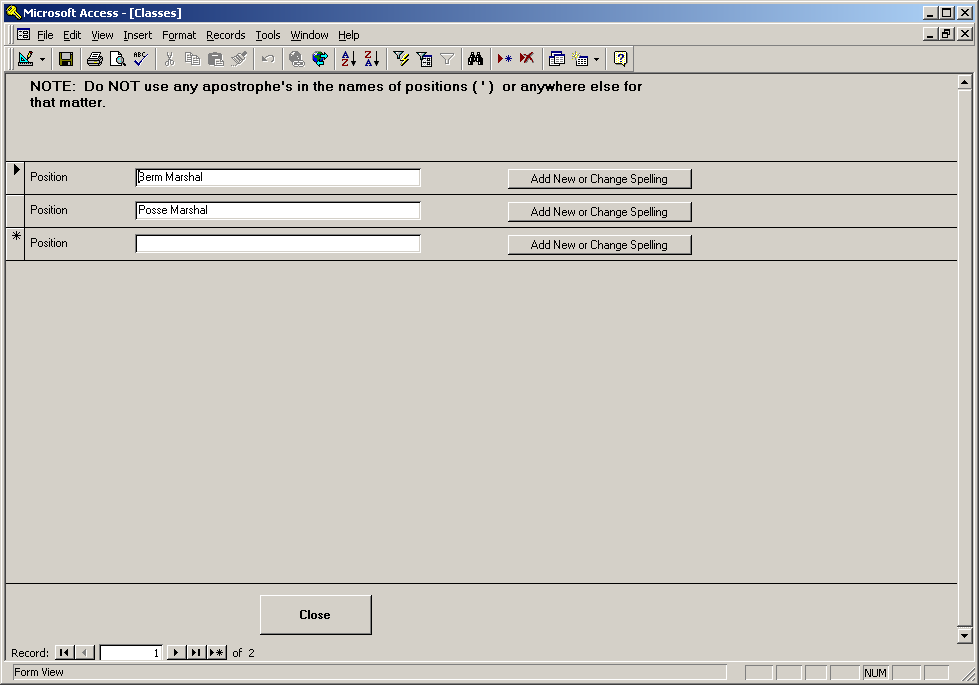 Microsoft Access - [Classes]
File Edit View Insert Format Records Tools Window Help
NOTE: Do NOT use any apostrophe's in the names of positions ( ' ) or anywhere else for
that matter.
Position Berm Marshal Add New or Change Spelling
Position Posse Marshal Add New or Change Spelling
Position Add New or Change Spelling
Close
Record: 1 of 2
Form View NUM